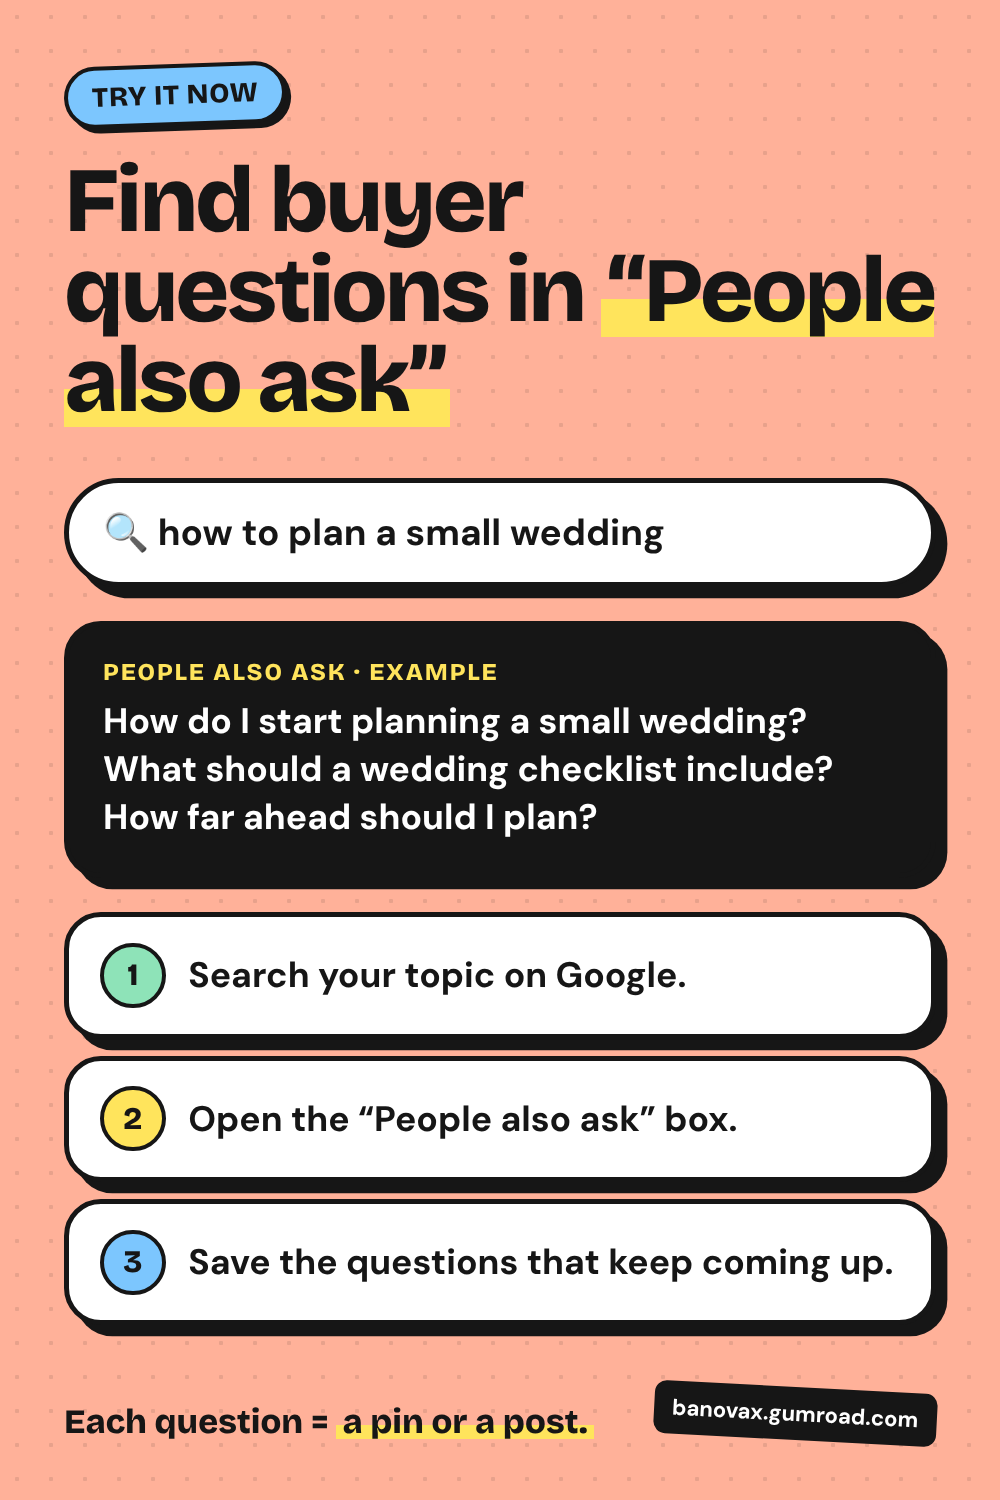 TRY IT NOW
Find buyer
questions in “People
also ask”
🔍 how to plan a small wedding
PEOPLE ALSO ASK · EXAMPLE
How do I start planning a small wedding?
What should a wedding checklist include?
How far ahead should I plan?
1 Search your topic on Google.
2 Open the “People also ask” box.
3 Save the questions that keep coming up.
Each question = a pin or a post.
banovax.gumroad.com